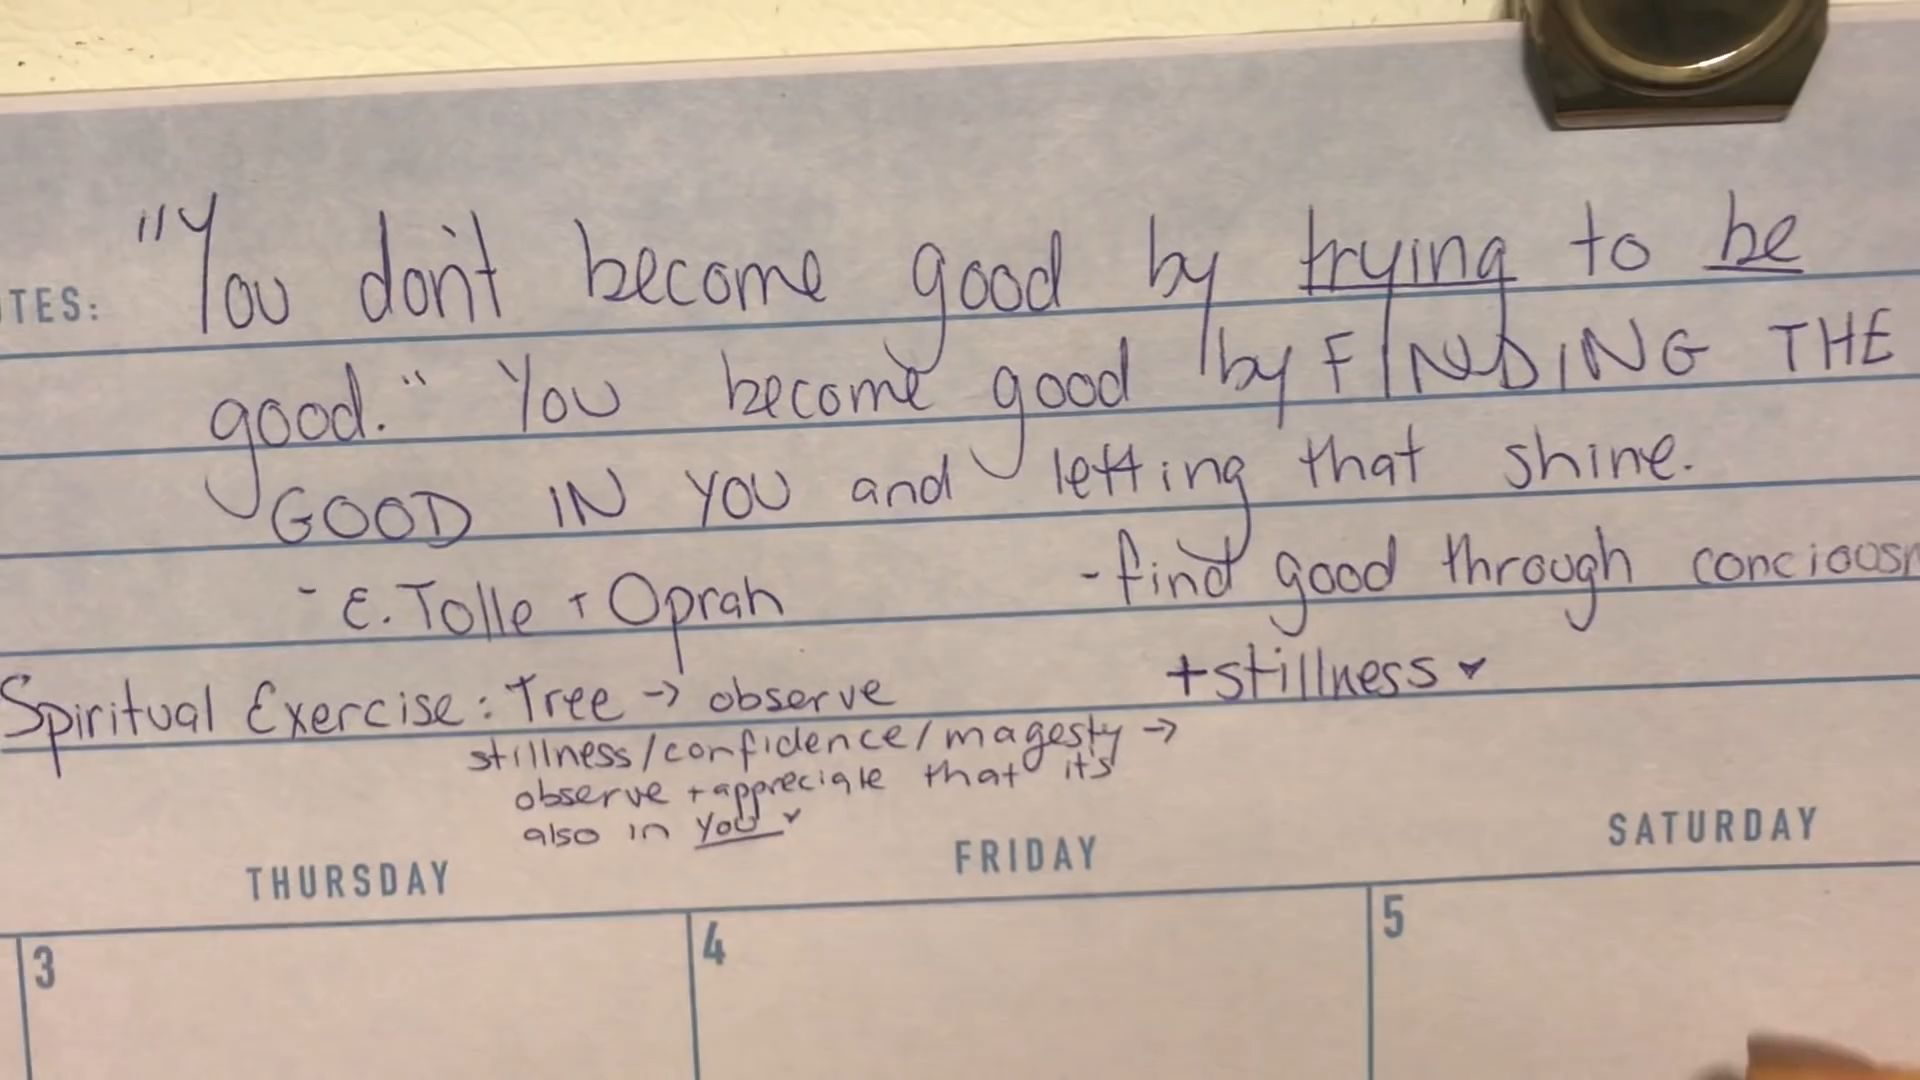 "You don't become good by trying to be
OTES:
good." You become good by FINDING THE
GOOD IN YOU and letting that shine.
- E. Tolle + Oprah
- find good through conciousn
+ stillness
Spiritual Exercise: Tree → observe
stillness/confidence/magesty →
observe + appreciate that it's
also in you
THURSDAY FRIDAY SATURDAY
3 4 5